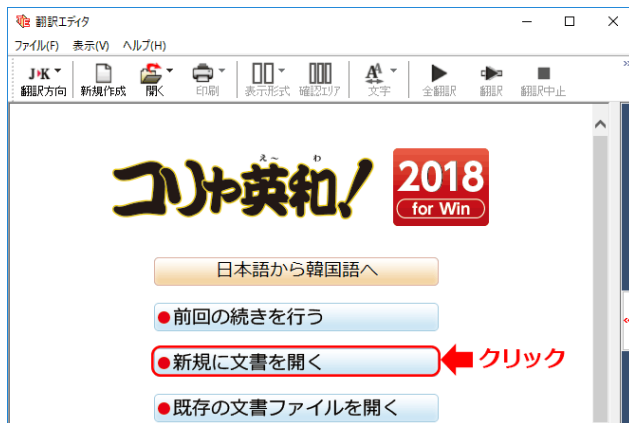 翻訳エディタ
ファイル(F) 表示(V) ヘルプ(H)
J▸K
翻訳方向 新規作成 開く 印刷 表示形式 確認エリア 文字 全翻訳 翻訳 翻訳中止
え〜 わ
コリャ英和!
2018
for Win
日本語から韓国語へ
●前回の続きを行う
●新規に文書を開く クリック
●既存の文書ファイルを開く